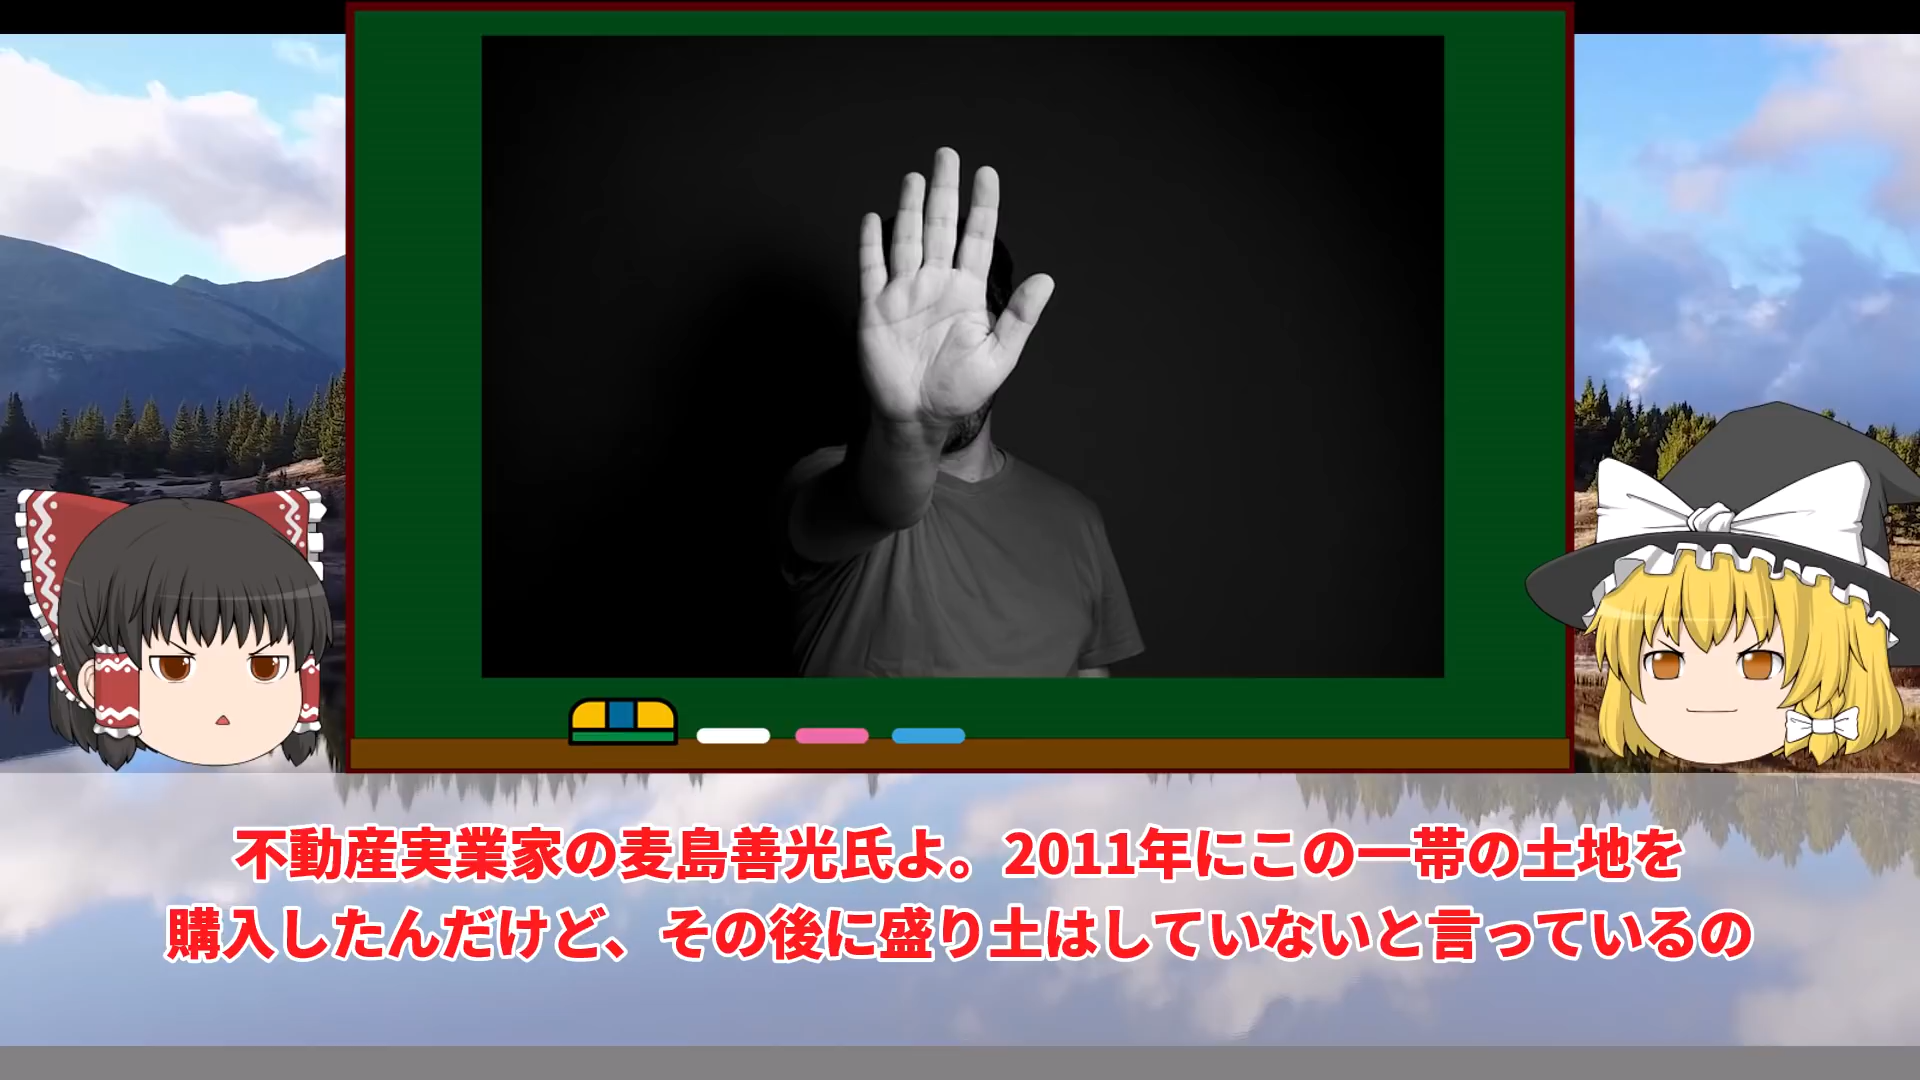 不動産実業家の麦島善光氏よ。2011年にこの一帯の土地を
購入したんだけど、その後に盛り土はしていないと言っているの